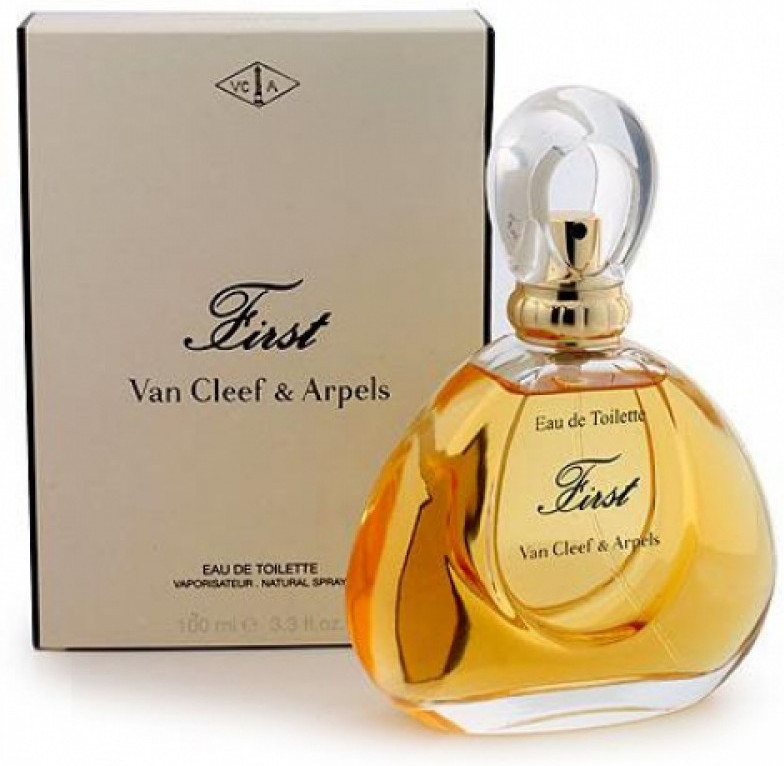 VC A
First
Van Cleef & Arpels
EAU DE TOILETTE
VAPORISATEUR . NATURAL SPRAY
100 ml ℮ 3.3 fl.oz.
Eau de Toilette
First
Van Cleef & Arpels